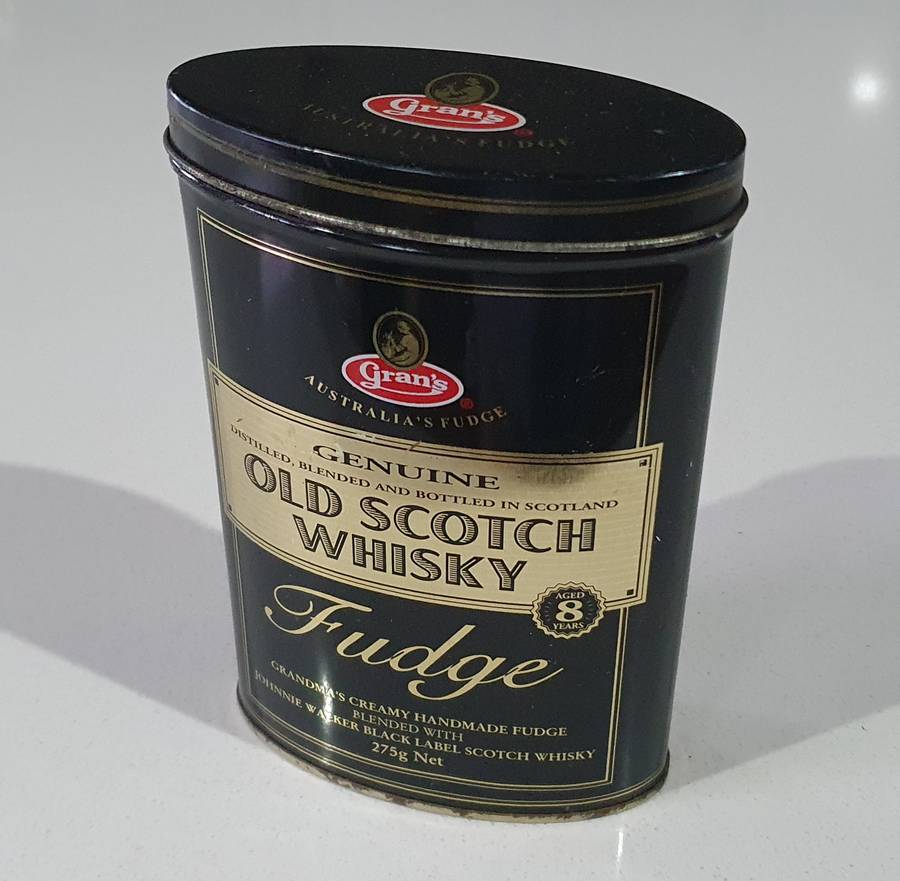 Gran's
AUSTRALIA'S FUDGE
Gran's
AUSTRALIA'S FUDGE
GENUINE
DISTILLED, BLENDED AND BOTTLED IN SCOTLAND
OLD SCOTCH
WHISKY
AGED
8
YEARS
Fudge
GRANDMA'S CREAMY HANDMADE FUDGE
BLENDED WITH
JOHNNIE WALKER BLACK LABEL SCOTCH WHISKY
275g Net